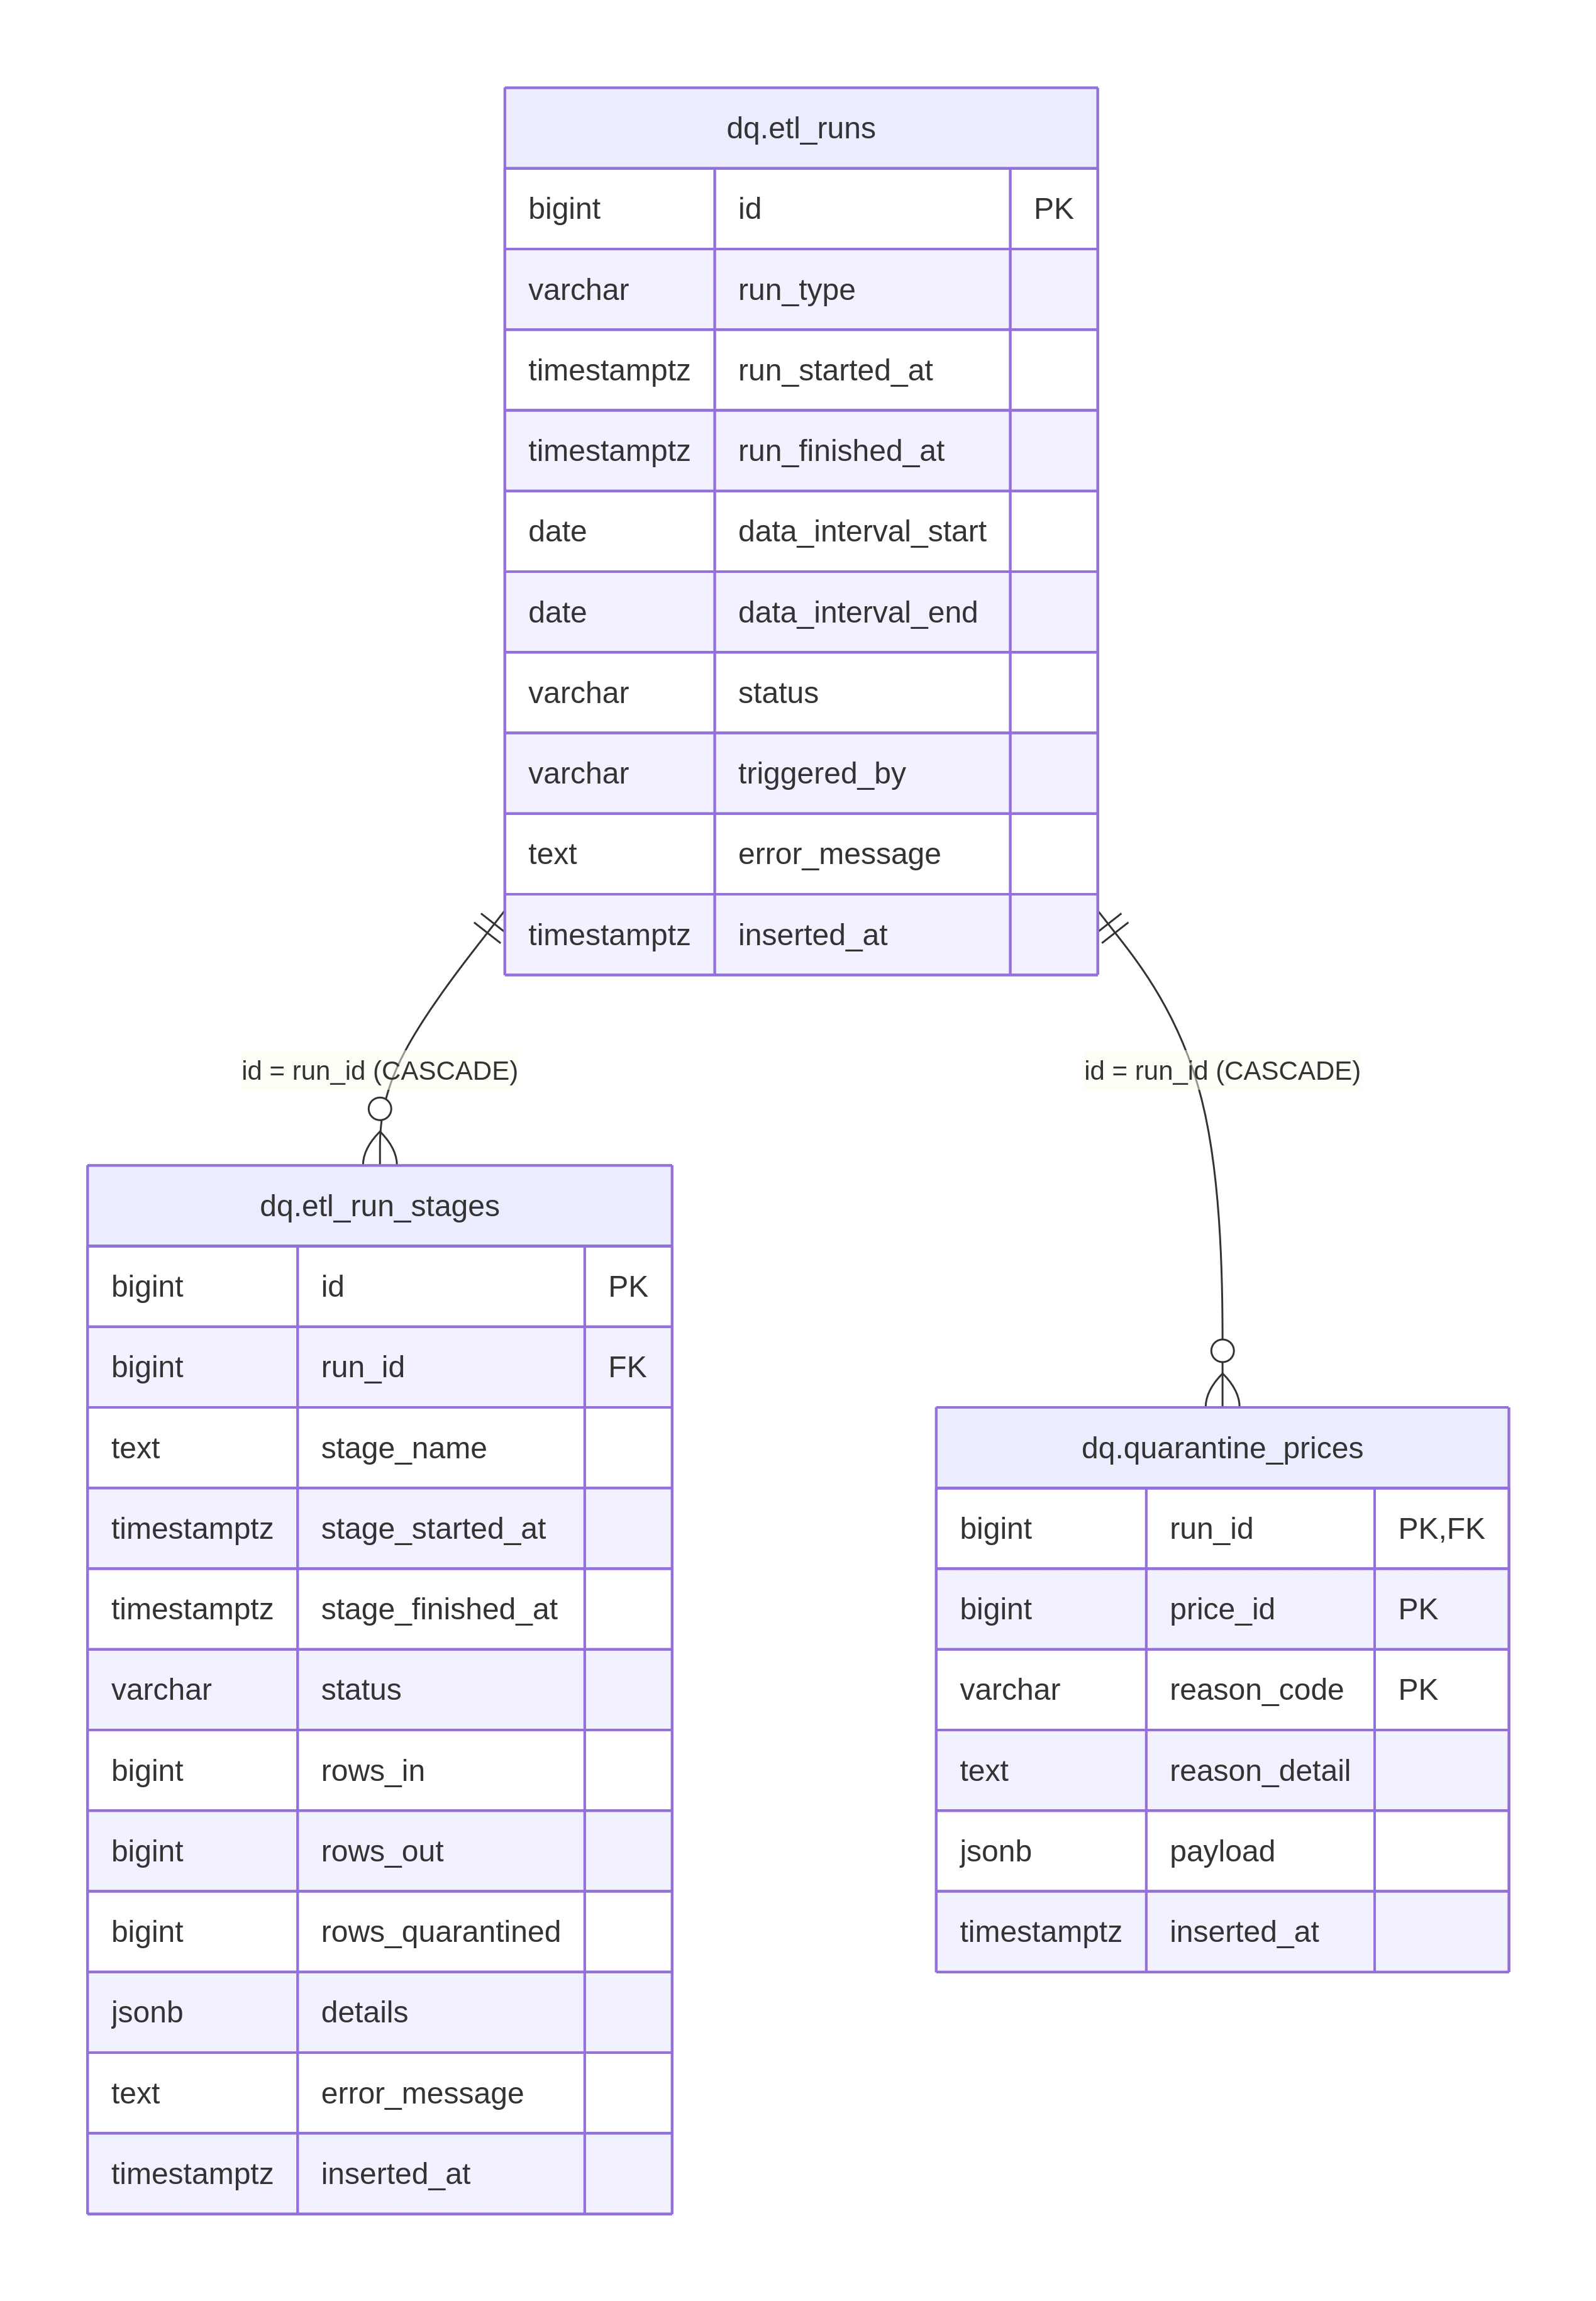 dq.etl_runs
bigint id PK
varchar run_type
timestamptz run_started_at
timestamptz run_finished_at
date data_interval_start
date data_interval_end
varchar status
varchar triggered_by
text error_message
timestamptz inserted_at
id = run_id (CASCADE)
id = run_id (CASCADE)
dq.etl_run_stages
bigint id PK
bigint run_id FK
text stage_name
timestamptz stage_started_at
timestamptz stage_finished_at
varchar status
bigint rows_in
bigint rows_out
bigint rows_quarantined
jsonb details
text error_message
timestamptz inserted_at
dq.quarantine_prices
bigint run_id PK,FK
bigint price_id PK
varchar reason_code PK
text reason_detail
jsonb payload
timestamptz inserted_at